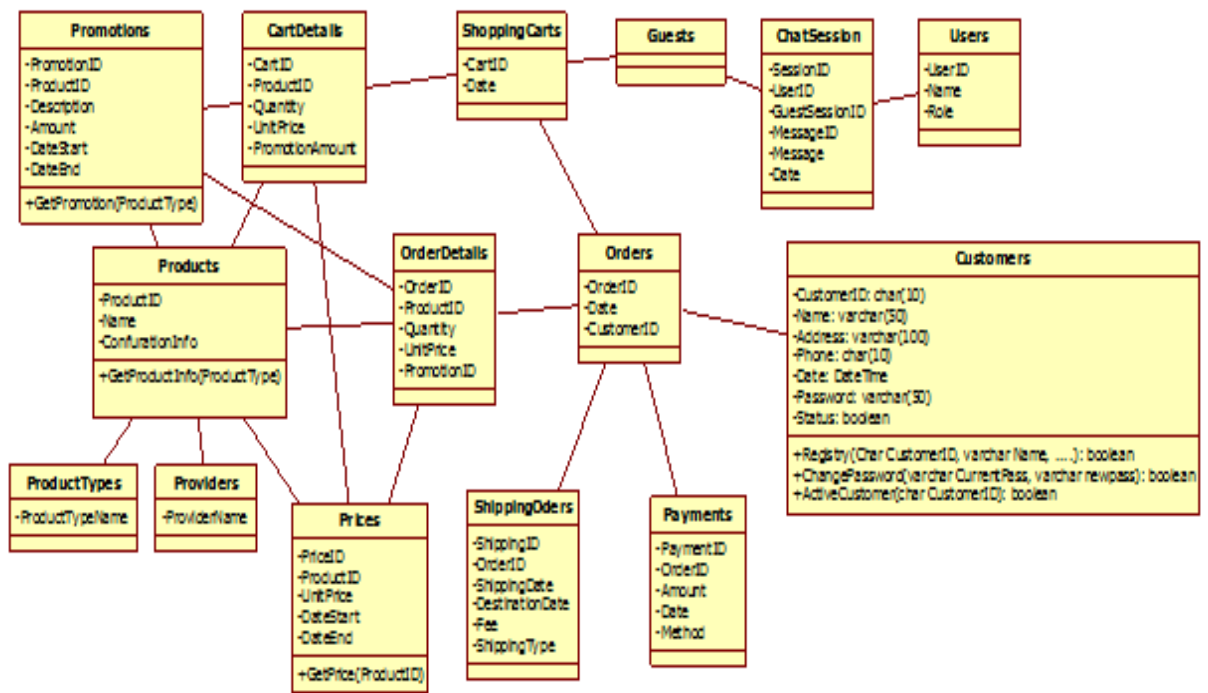 Promotions
-PromotionID
-ProductID
-Description
-Amount
-DateStart
-DateEnd
+GetPromotion(ProductType)
CartDetails
-CartID
-ProductID
-Quantity
-UnitPrice
-PromotionAmount
ShoppingCarts
-CartID
-Date
Guests
ChatSession
-SessionID
-UserID
-GuestSessionID
-MessageID
-Message
-Date
Users
-UserID
-Name
-Role
Products
-ProductID
-Name
-ConfurationInfo
+GetProductInfo(ProductType)
OrderDetails
-OrderID
-ProductID
-Quantity
-UnitPrice
-PromotionID
Orders
-OrderID
-Date
-CustomerID
Customers
-CustomerID: char(10)
-Name: varchar(50)
-Address: varchar(100)
-Phone: char(10)
-Date: DateTime
-Password: varchar(50)
-Status: boolean
+Registry(Char CustomerID, varchar Name, .....): boolean
+ChangePassword(varchar CurrentPass, varchar newpass): boolean
+ActiveCustomer(char CustomerID): boolean
ProductTypes
-ProductTypeName
Providers
-ProviderName
Prices
-PriceID
-ProductID
-UnitPrice
-DateStart
-DateEnd
+GetPrice(ProductID)
ShippingOders
-ShippingID
-OrderID
-ShippingDate
-DestinationDate
-Fee
-ShippingType
Payments
-PaymentID
-OrderID
-Amount
-Date
-Method